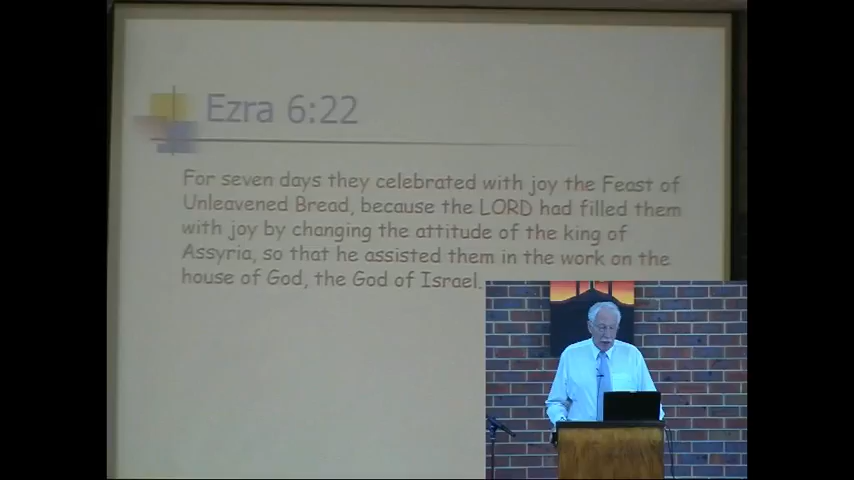 Ezra 6:22
For seven days they celebrated with joy the Feast of
Unleavened Bread, because the LORD had filled them
with joy by changing the attitude of the king of
Assyria, so that he assisted them in the work on the
house of God, the God of Israel.